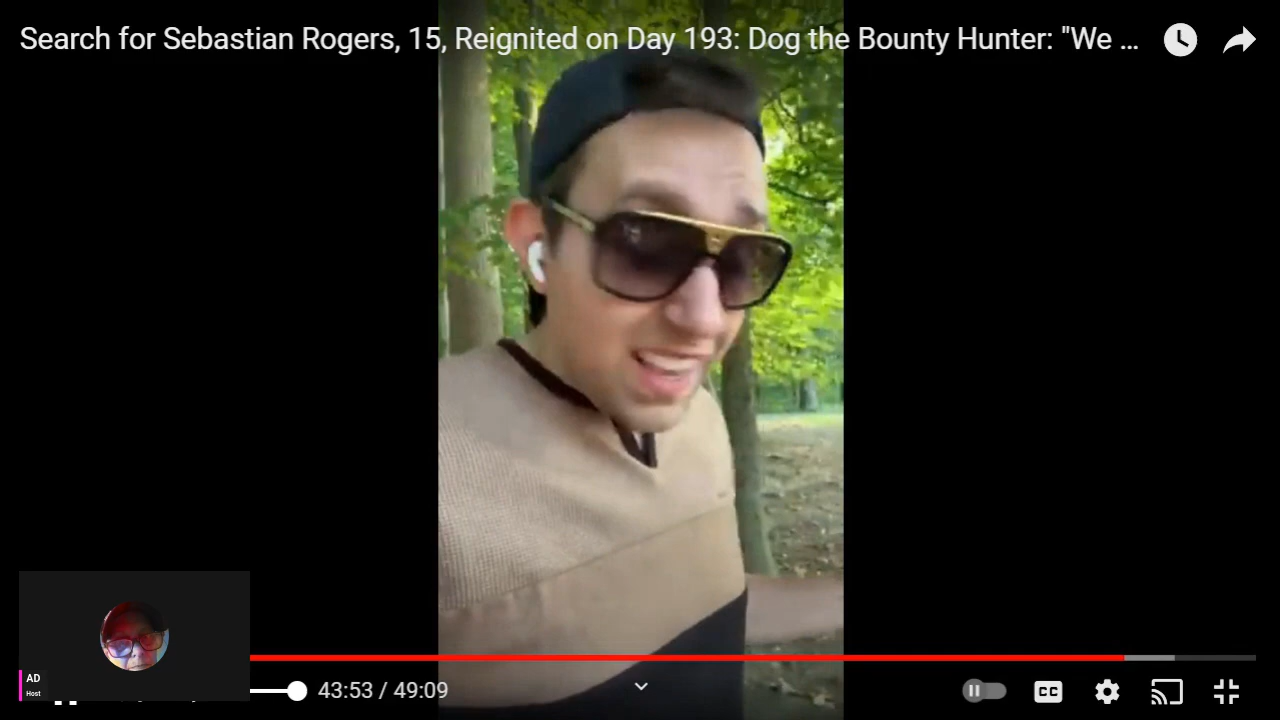 Search for Sebastian Rogers, 15, Reignited on Day 193: Dog the Bounty Hunter: "We ...
AD
Host
43:53 / 49:09
CC